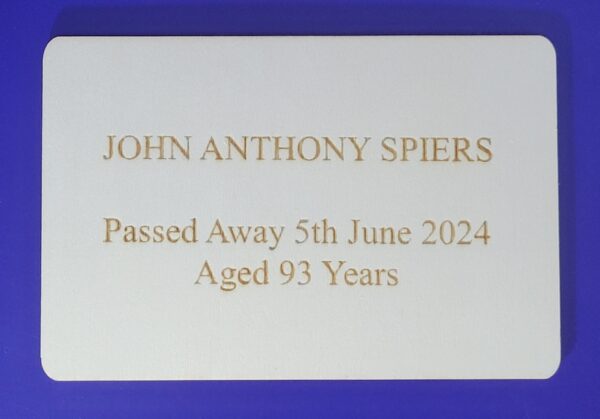 JOHN ANTHONY SPIERS
Passed Away 5th June 2024
Aged 93 Years